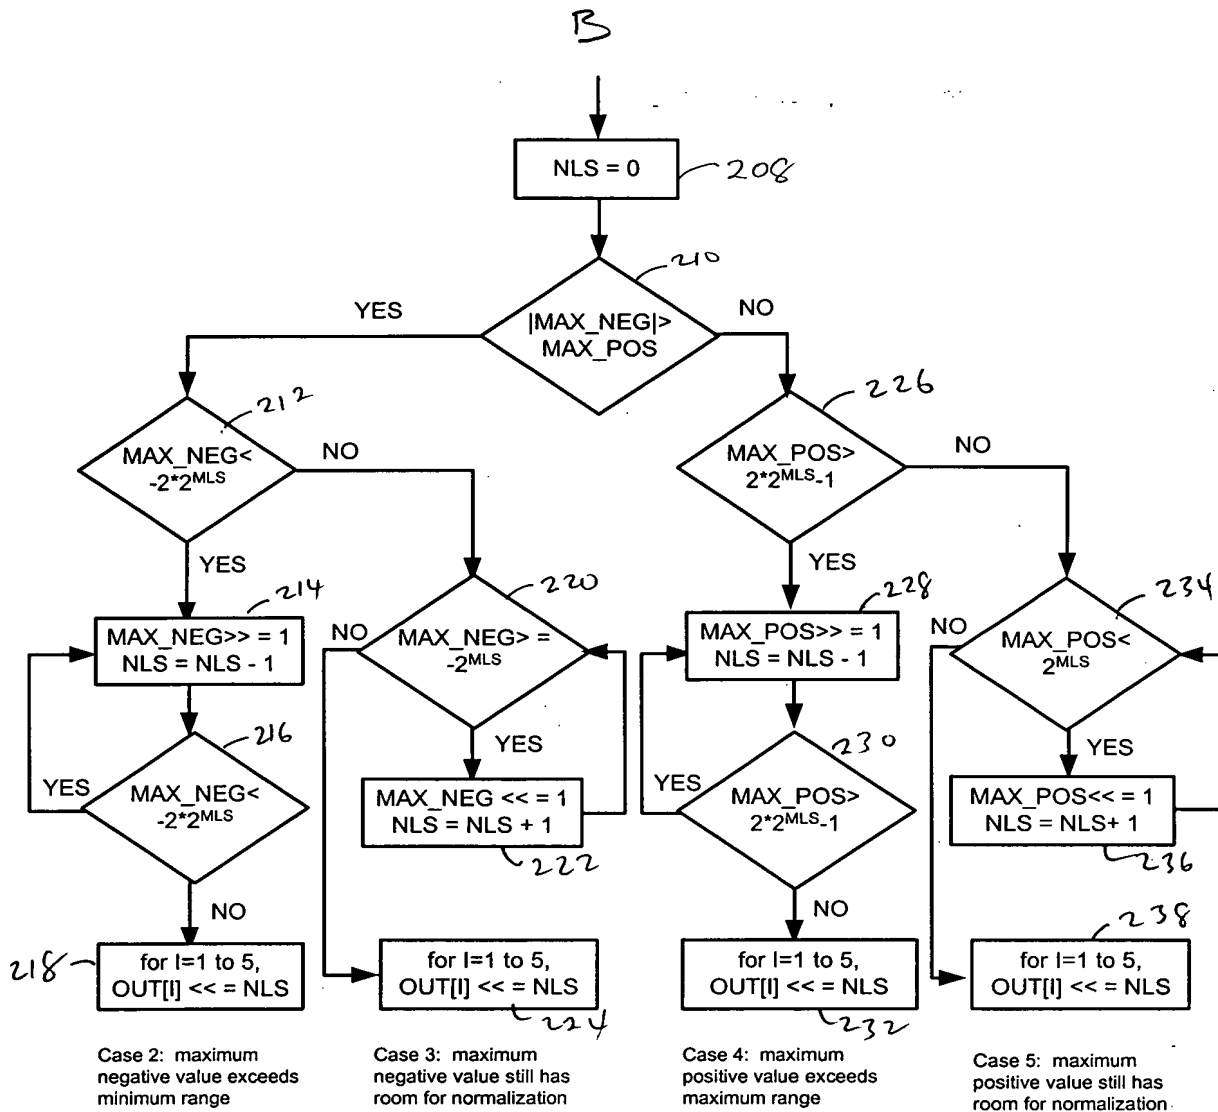 B
NLS = 0
208
210
|MAX_NEG|>
MAX_POS
YES
NO
212
MAX_NEG<
-2*2^MLS
NO
YES
226
MAX_POS>
2*2^MLS-1
NO
YES
214
MAX_NEG>> = 1
NLS = NLS - 1
220
MAX_NEG> =
-2^MLS
NO
YES
228
MAX_POS>> = 1
NLS = NLS - 1
234
MAX_POS<
2^MLS
NO
YES
216
MAX_NEG<
-2*2^MLS
YES
NO
MAX_NEG << = 1
NLS = NLS + 1
222
230
MAX_POS>
2*2^MLS-1
YES
NO
MAX_POS<< = 1
NLS = NLS+ 1
236
218
for I=1 to 5,
OUT[I] << = NLS
for I=1 to 5,
OUT[I] << = NLS
224
for I=1 to 5,
OUT[I] << = NLS
232
238
for I=1 to 5,
OUT[I] << = NLS
Case 2: maximum
negative value exceeds
minimum range
Case 3: maximum
negative value still has
room for normalization
Case 4: maximum
positive value exceeds
maximum range
Case 5: maximum
positive value still has
room for normalization